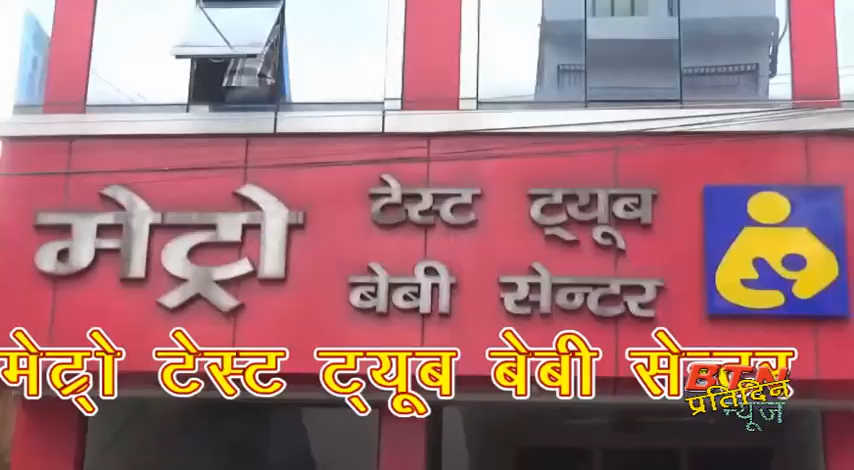 मेट्रो टेस्ट ट्यूब
बेबी सेन्टर
मेट्रो टेस्ट ट्यूब बेबी सेन्टर
BTN
प्रतिदिन
न्यूज